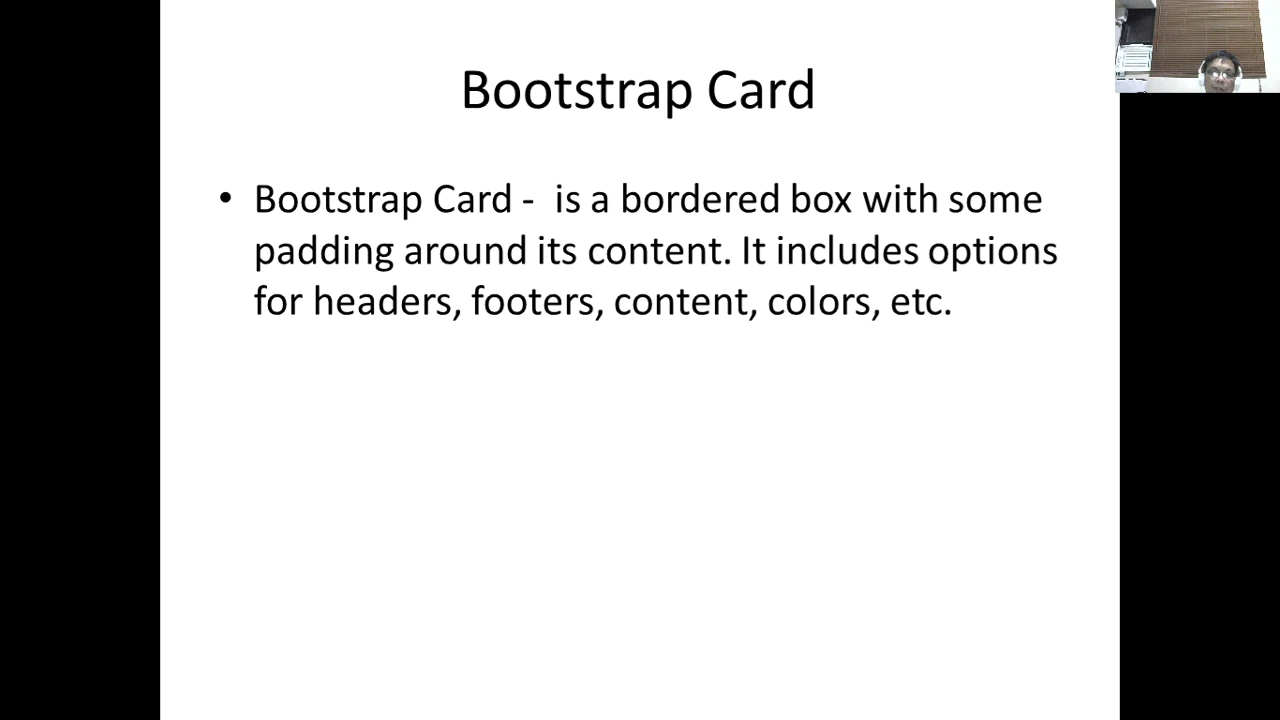 Bootstrap Card
• Bootstrap Card -  is a bordered box with some
padding around its content. It includes options
for headers, footers, content, colors, etc.